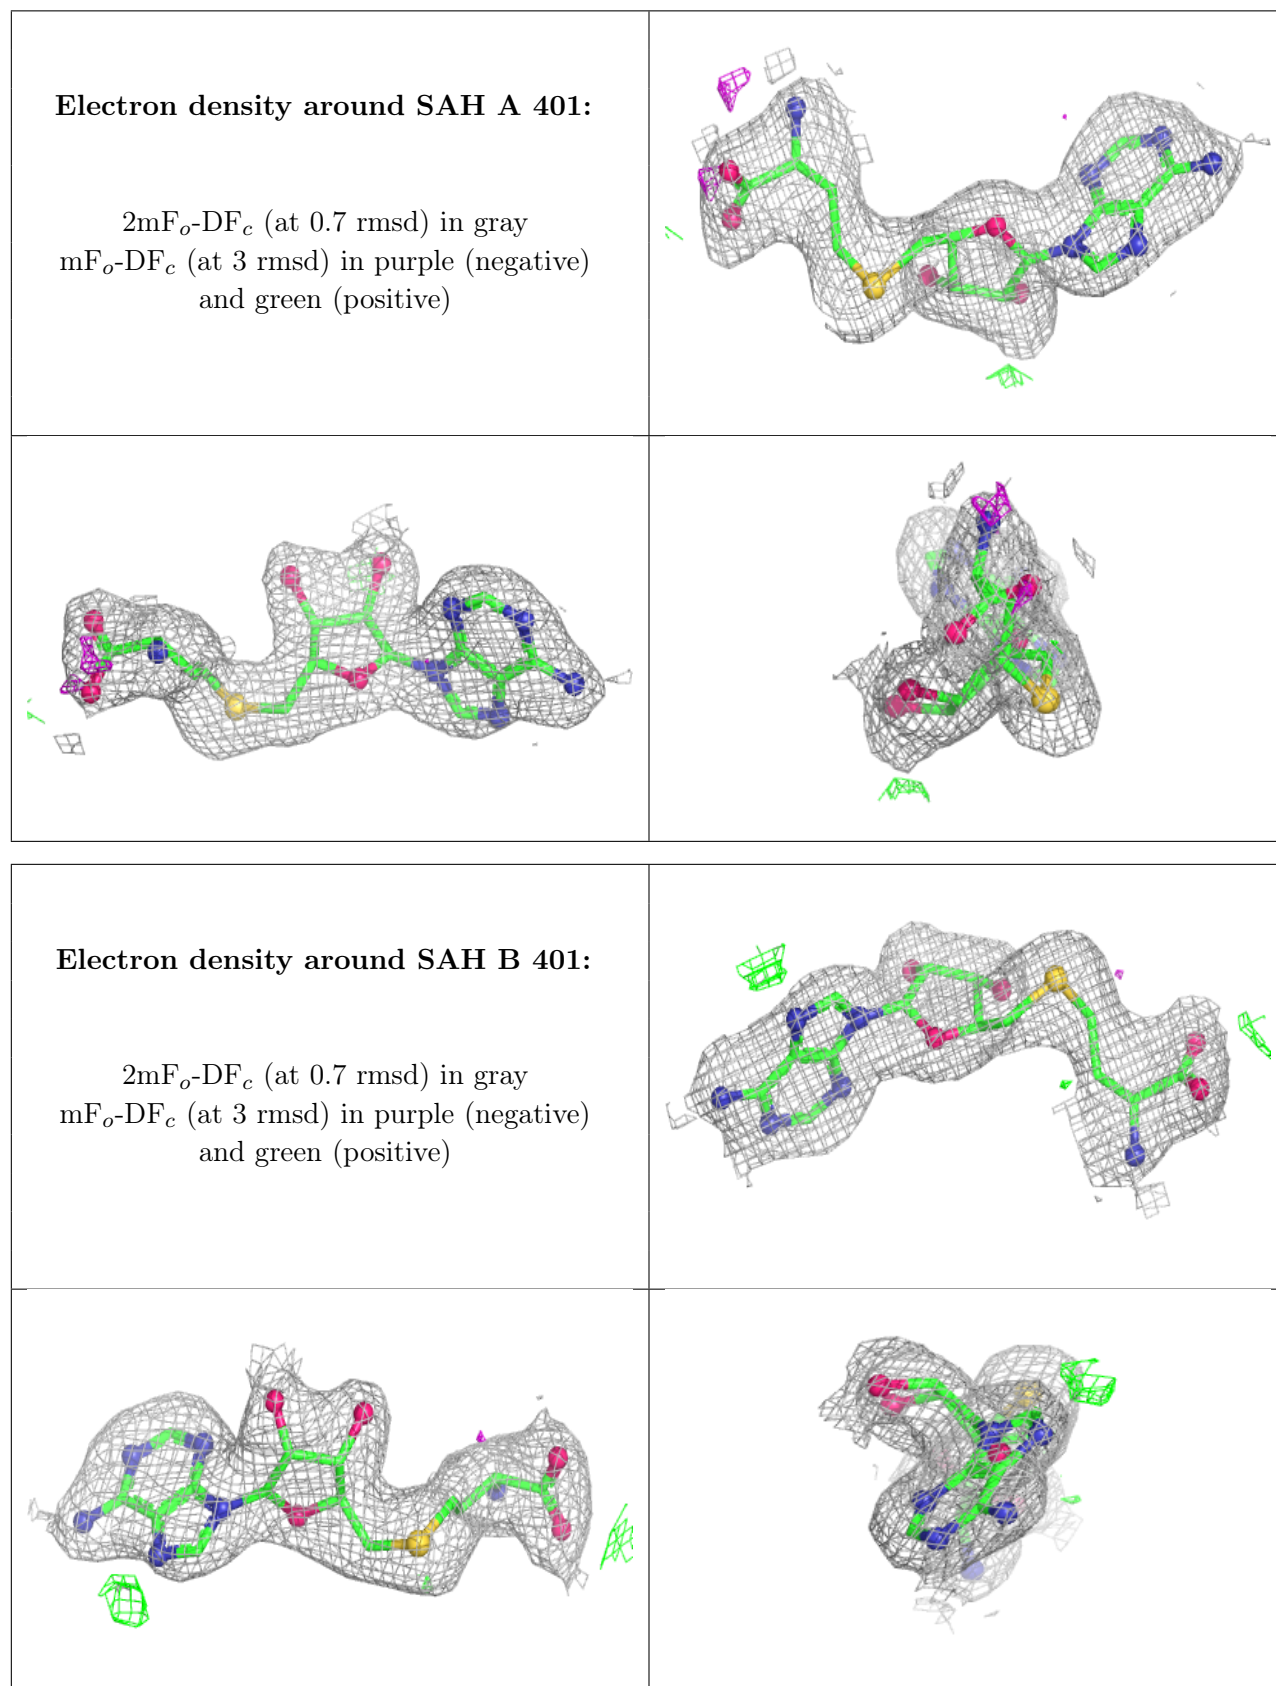 Electron density around SAH A 401:
2mFo-DFc (at 0.7 rmsd) in gray
mFo-DFc (at 3 rmsd) in purple (negative)
and green (positive)
Electron density around SAH B 401:
2mFo-DFc (at 0.7 rmsd) in gray
mFo-DFc (at 3 rmsd) in purple (negative)
and green (positive)